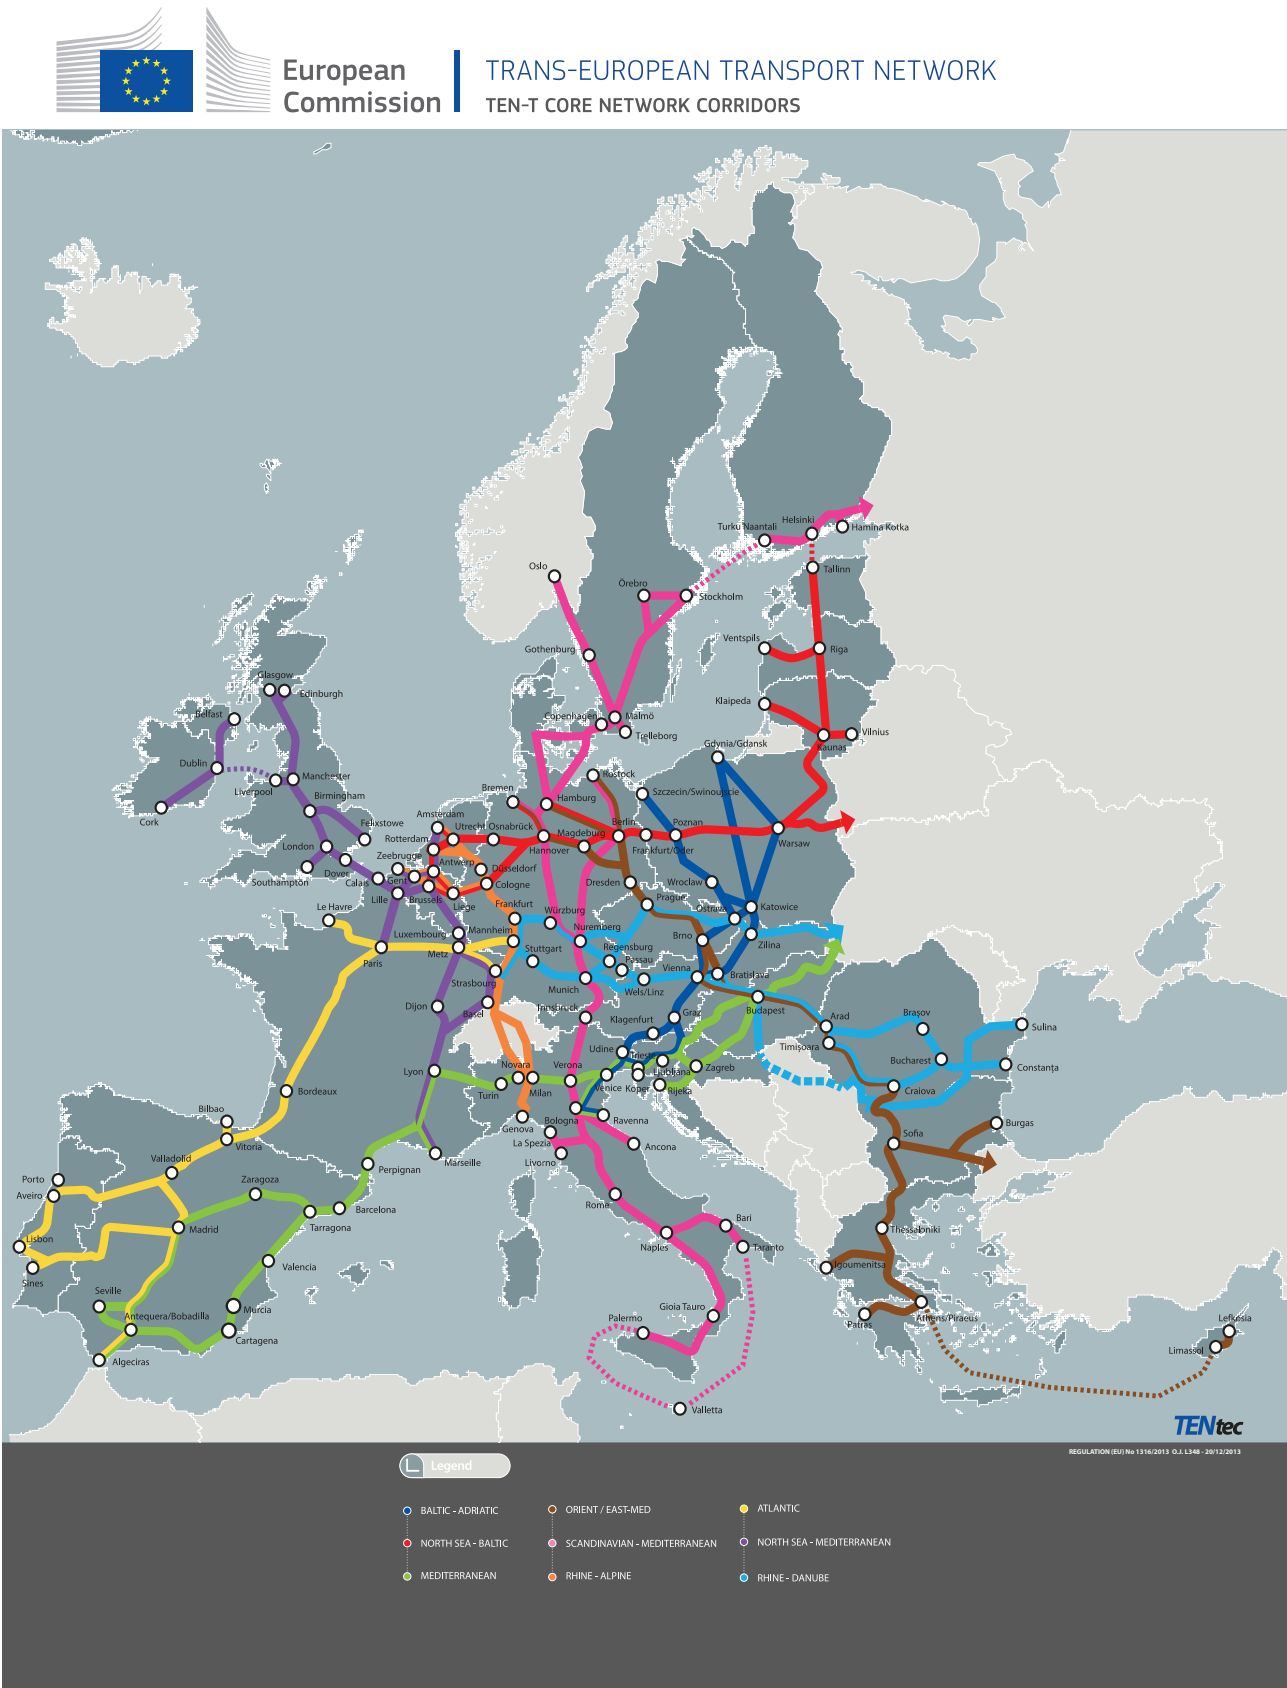 European
Commission
TRANS-EUROPEAN TRANSPORT NETWORK
TEN-T CORE NETWORK CORRIDORS
Helsinki
Turku Naantali
Hamina Kotka
Oslo
Tallinn
Örebro
Stockholm
Ventspils
Gothenburg
Riga
Glasgow
Edinburgh
Klaipeda
Belfast
Copenhagen
Malmö
Trelleborg
Vilnius
Kaunas
Gdynia/Gdansk
Dublin
Manchester
Rostock
Liverpool
Bremen
Szczecin/Swinoujscie
Birmingham
Hamburg
Cork
Amsterdam
Felixstowe
Utrecht
Osnabrück
Berlin
Poznan
Rotterdam
Magdeburg
London
Hannover
Frankfurt/Oder
Warsaw
Zeebrugge
Antwerp
Dover
Düsseldorf
Southampton
Calais
Gent
Cologne
Dresden
Wroclaw
Lille
Brussels
Liège
Prague
Le Havre
Frankfurt
Würzburg
Ostrava
Katowice
Luxembourg
Mannheim
Nuremberg
Brno
Zilina
Metz
Stuttgart
Regensburg
Paris
Passau
Vienna
Bratislava
Strasbourg
Munich
Wels/Linz
Dijon
Basel
Innsbruck
Klagenfurt
Graz
Budapest
Arad
Brașov
Sulina
Timișoara
Udine
Trieste
Bucharest
Lyon
Novara
Verona
Ljubljana
Zagreb
Constanța
Bordeaux
Turin
Milan
Venice
Koper
Rijeka
Craiova
Bilbao
Genova
Bologna
Ravenna
Burgas
Vitoria
La Spezia
Ancona
Sofia
Valladolid
Marseille
Livorno
Perpignan
Porto
Zaragoza
Aveiro
Rome
Barcelona
Madrid
Tarragona
Bari
Thessaloniki
Lisbon
Naples
Taranto
Valencia
Igoumenitsa
Sines
Seville
Murcia
Gioia Tauro
Antequera/Bobadilla
Palermo
Patras
Athens/Piraeus
Lefkosia
Cartagena
Limassol
Algeciras
Valletta
TENtec
REGULATION (EU) No 1316/2013 O.J. L348 - 20/12/2013
Legend
BALTIC - ADRIATIC
ORIENT / EAST-MED
ATLANTIC
NORTH SEA - BALTIC
SCANDINAVIAN - MEDITERRANEAN
NORTH SEA - MEDITERRANEAN
MEDITERRANEAN
RHINE - ALPINE
RHINE - DANUBE